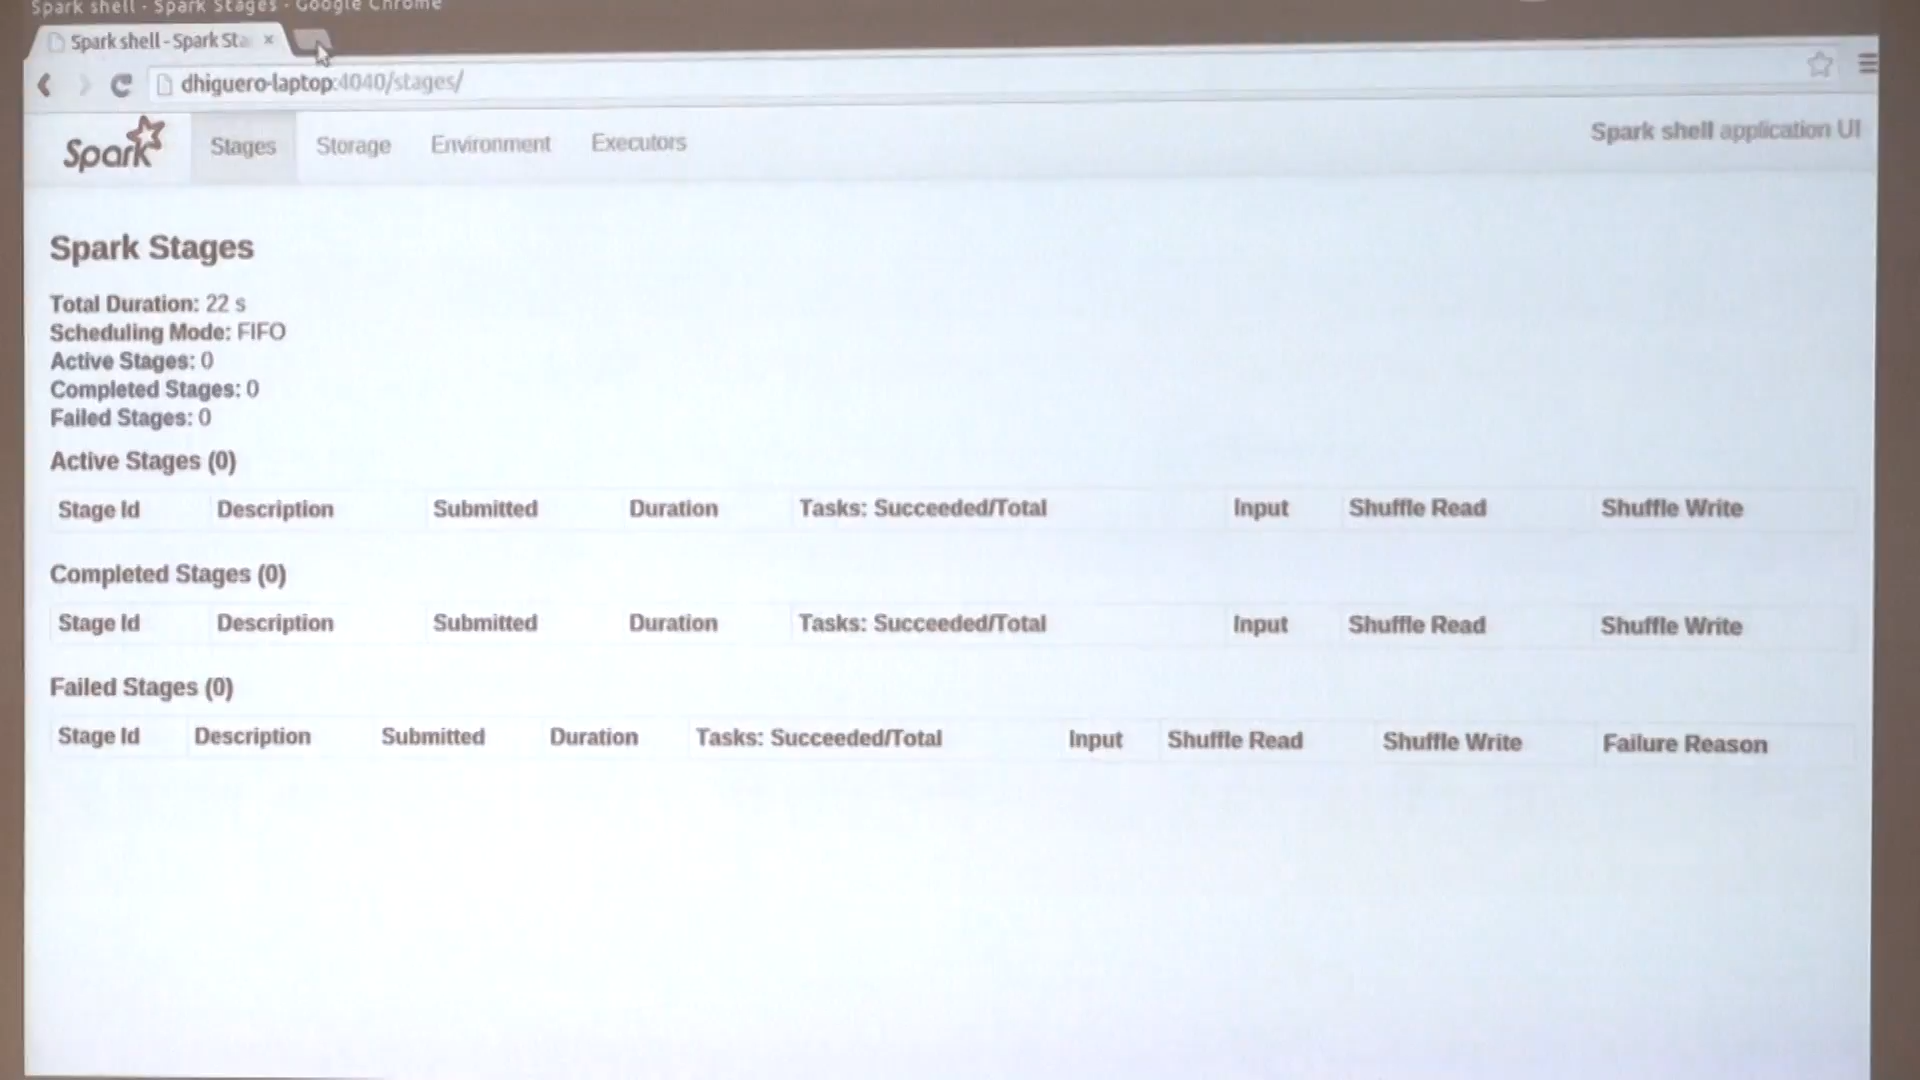 Spark shell - Spark Stages - Google Chrome
Spark shell - Spark Sta
dhiguero-laptop:4040/stages/
Spark Stages Storage Environment Executors Spark shell application UI
Spark Stages
Total Duration: 22 s
Scheduling Mode: FIFO
Active Stages: 0
Completed Stages: 0
Failed Stages: 0
Active Stages (0)
Stage Id Description Submitted Duration Tasks: Succeeded/Total Input Shuffle Read Shuffle Write
Completed Stages (0)
Stage Id Description Submitted Duration Tasks: Succeeded/Total Input Shuffle Read Shuffle Write
Failed Stages (0)
Stage Id Description Submitted Duration Tasks: Succeeded/Total Input Shuffle Read Shuffle Write Failure Reason